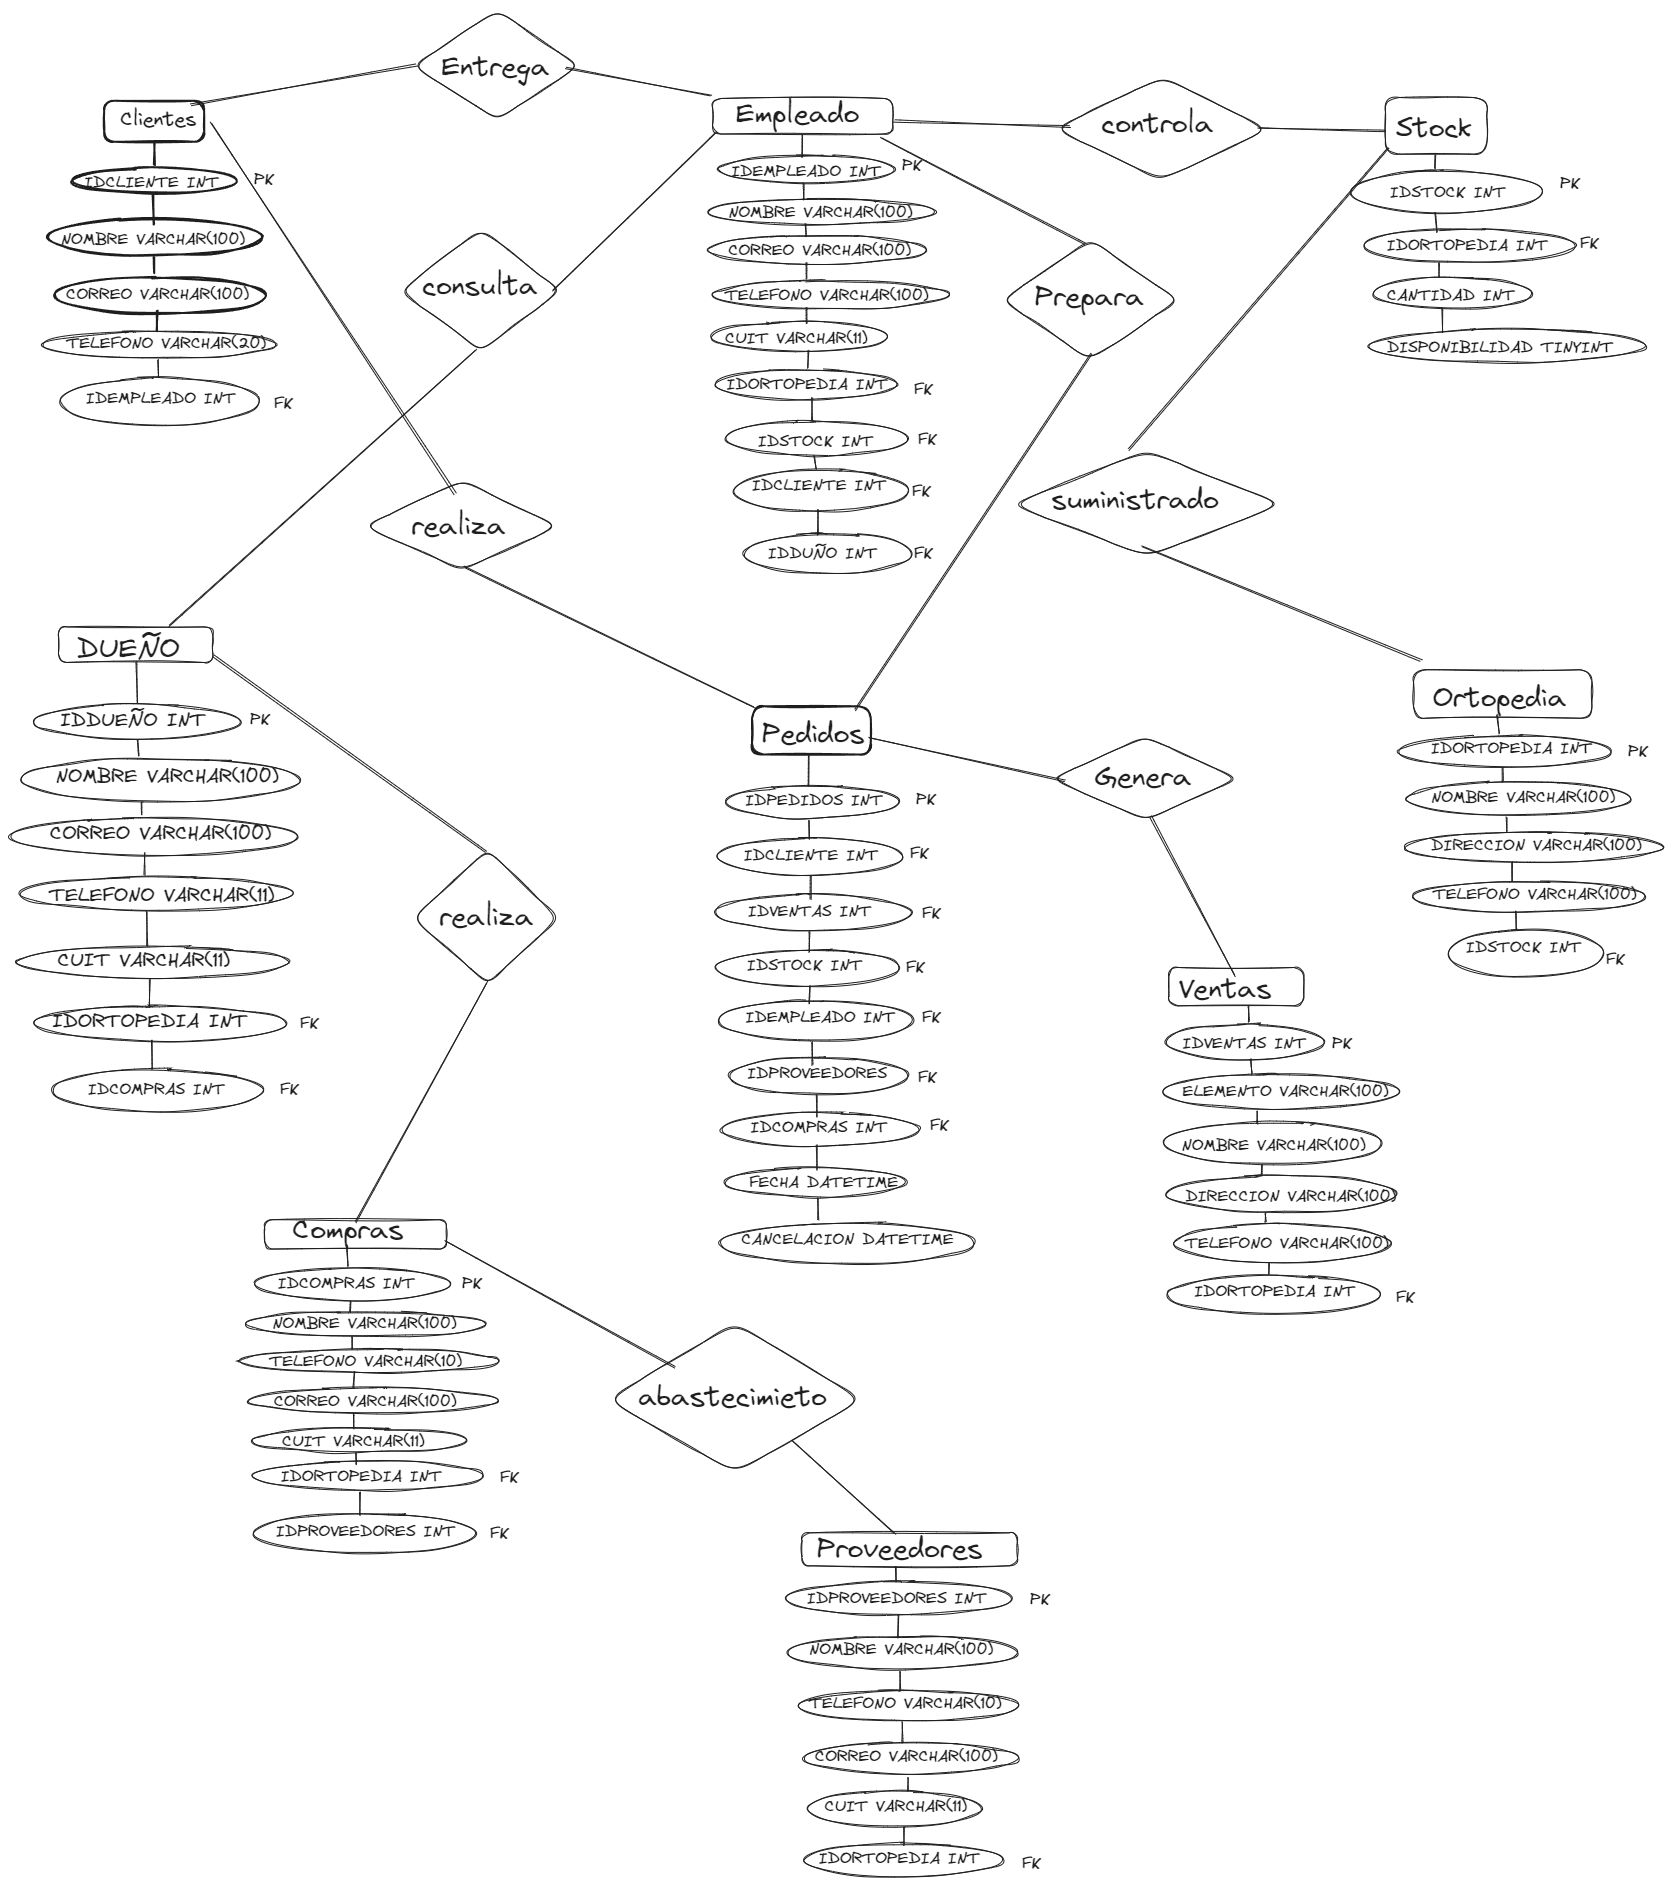 Entrega
Clientes
IDCLIENTE INT PK
NOMBRE VARCHAR(100)
CORREO VARCHAR(100)
TELEFONO VARCHAR(20)
IDEMPLEADO INT FK
Empleado
IDEMPLEADO INT PK
NOMBRE VARCHAR(100)
CORREO VARCHAR(100)
TELEFONO VARCHAR(100)
CUIT VARCHAR(11)
IDORTOPEDIA INT FK
IDSTOCK INT FK
IDCLIENTE INT FK
IDDUÑO INT FK
controla
Stock
IDSTOCK INT PK
IDORTOPEDIA INT FK
CANTIDAD INT
DISPONIBILIDAD TINYINT
consulta
Prepara
realiza
suministrado
DUEÑO
IDDUEÑO INT PK
NOMBRE VARCHAR(100)
CORREO VARCHAR(100)
TELEFONO VARCHAR(11)
CUIT VARCHAR(11)
IDORTOPEDIA INT FK
IDCOMPRAS INT FK
realiza
Pedidos
IDPEDIDOS INT PK
IDCLIENTE INT FK
IDVENTAS INT FK
IDSTOCK INT FK
IDEMPLEADO INT FK
IDPROVEEDORES FK
IDCOMPRAS INT FK
FECHA DATETIME
CANCELACION DATETIME
Genera
Ortopedia
IDORTOPEDIA INT PK
NOMBRE VARCHAR(100)
DIRECCION VARCHAR(100)
TELEFONO VARCHAR(100)
IDSTOCK INT FK
Ventas
IDVENTAS INT PK
ELEMENTO VARCHAR(100)
NOMBRE VARCHAR(100)
DIRECCION VARCHAR(100)
TELEFONO VARCHAR(100)
IDORTOPEDIA INT FK
Compras
IDCOMPRAS INT PK
NOMBRE VARCHAR(100)
TELEFONO VARCHAR(10)
CORREO VARCHAR(100)
CUIT VARCHAR(11)
IDORTOPEDIA INT FK
IDPROVEEDORES INT FK
abastecimieto
Proveedores
IDPROVEEDORES INT PK
NOMBRE VARCHAR(100)
TELEFONO VARCHAR(10)
CORREO VARCHAR(100)
CUIT VARCHAR(11)
IDORTOPEDIA INT FK